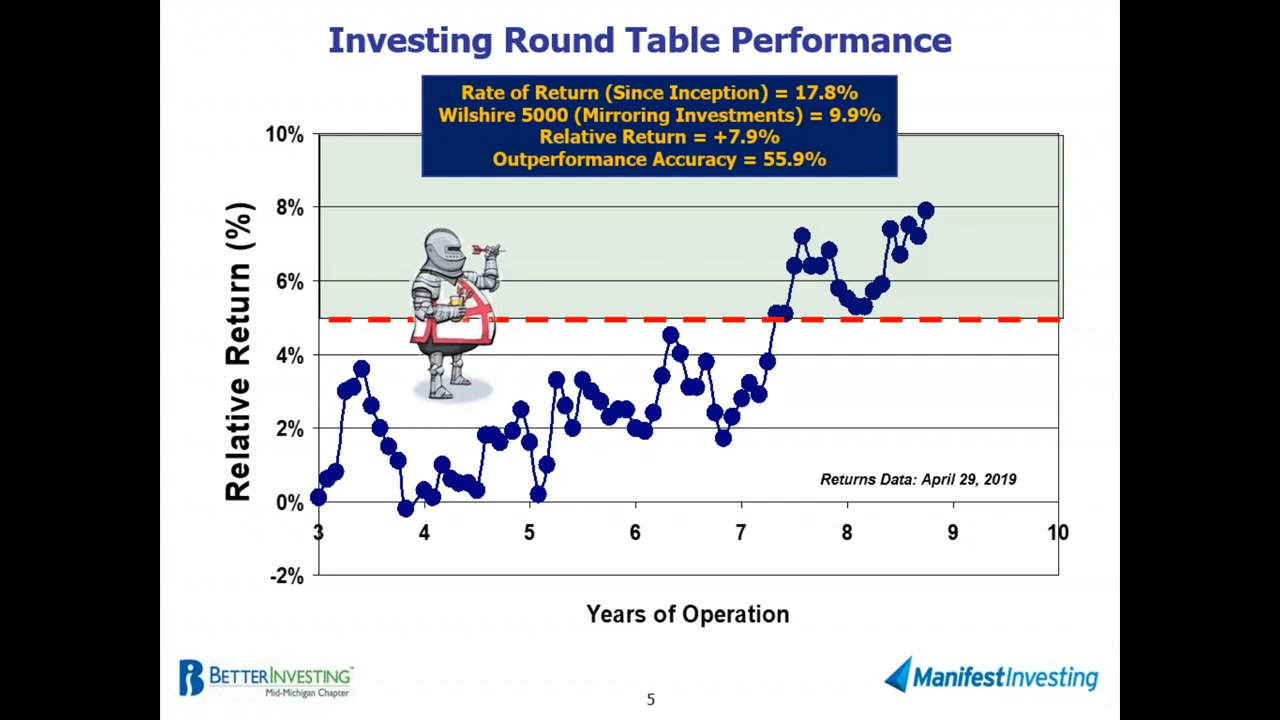 Investing Round Table Performance
Rate of Return (Since Inception) = 17.8%
Wilshire 5000 (Mirroring Investments) = 9.9%
Relative Return = +7.9%
Outperformance Accuracy = 55.9%
Relative Return (%)
10%
8%
6%
4%
2%
0%
-2%
Returns Data: April 29, 2019
3 4 5 6 7 8 9 10
Years of Operation
BETTERINVESTING™
Mid-Michigan Chapter
5
ManifestInvesting